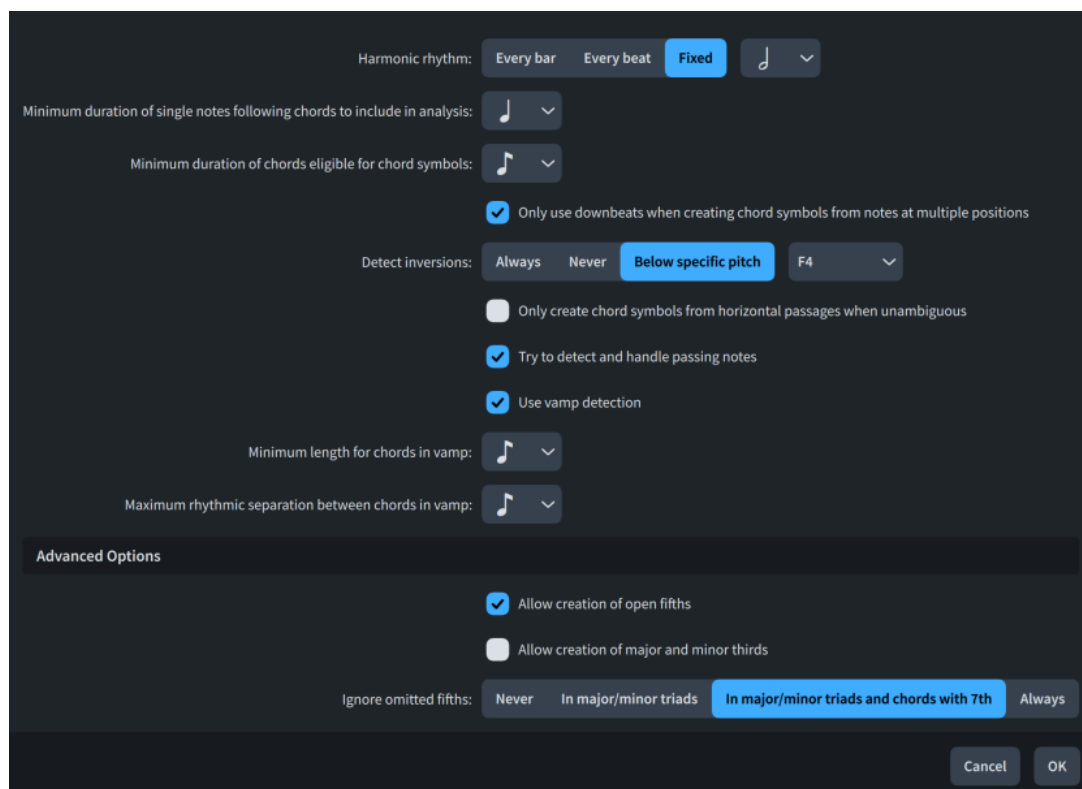 Harmonic rhythm: Every bar Every beat Fixed
Minimum duration of single notes following chords to include in analysis:
Minimum duration of chords eligible for chord symbols:
Only use downbeats when creating chord symbols from notes at multiple positions
Detect inversions: Always Never Below specific pitch F4
Only create chord symbols from horizontal passages when unambiguous
Try to detect and handle passing notes
Use vamp detection
Minimum length for chords in vamp:
Maximum rhythmic separation between chords in vamp:
Advanced Options
Allow creation of open fifths
Allow creation of major and minor thirds
Ignore omitted fifths: Never In major/minor triads In major/minor triads and chords with 7th Always
Cancel OK